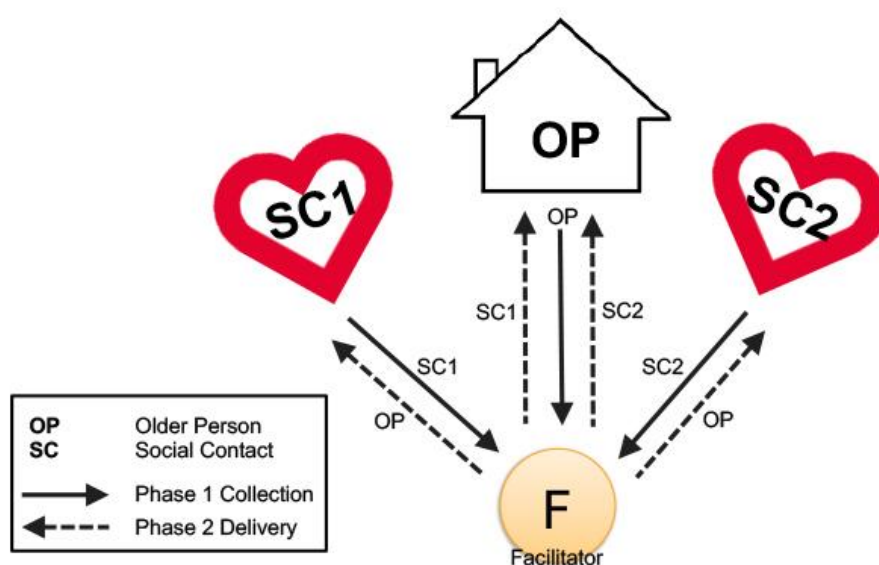 OP
SC1
SC2
OP
SC1
SC2
SC1
SC2
OP
OP
F
Facilitator
OP Older Person
SC Social Contact
Phase 1 Collection
Phase 2 Delivery